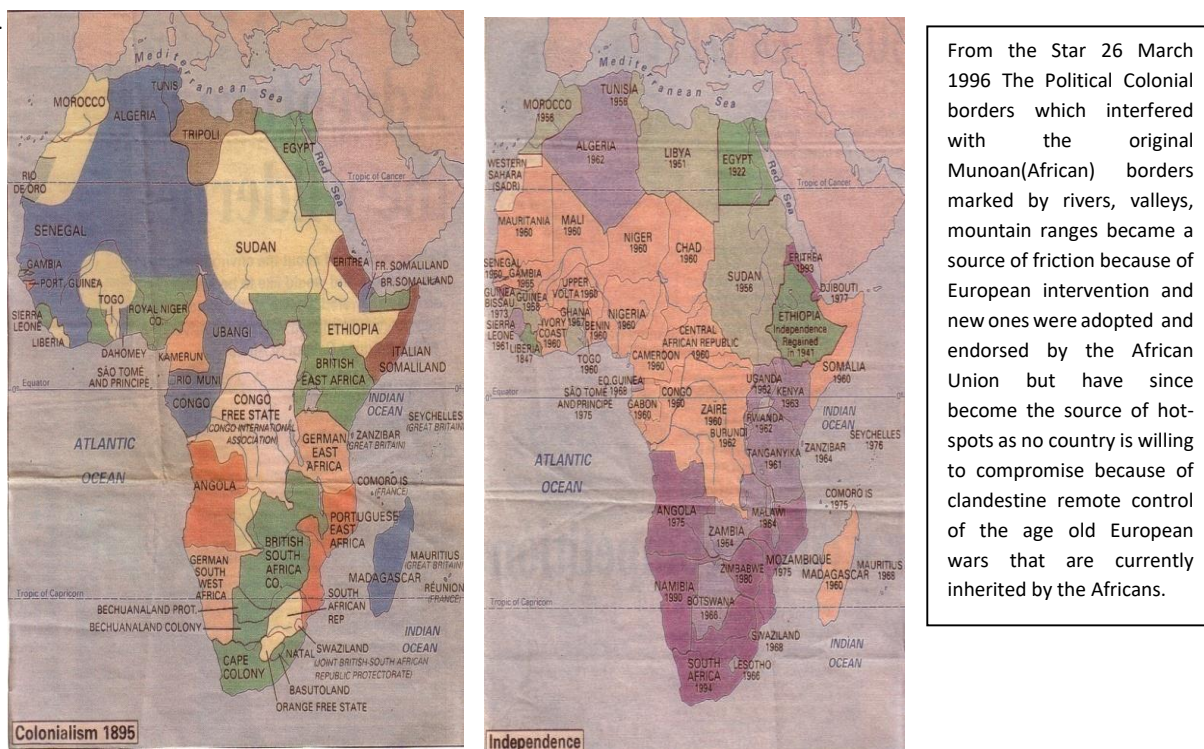 Mediterranean Sea
MOROCCO
ALGERIA
TUNIS
TRIPOLI
EGYPT
Red Sea
Tropic of Cancer
RIO
DE ORO
SENEGAL
SUDAN
GAMBIA
PORT. GUINEA
TOGO
ROYAL NIGER
CO.
ERITREA
FR. SOMALILAND
BR. SOMALILAND
SIERRA
LEONE
LIBERIA
UBANGI
ETHIOPIA
DAHOMEY
KAMERUN
SÀO TOMÉ
AND PRINCIPE
ITALIAN
SOMALILAND
RIO MUNI
BRITISH
EAST AFRICA
Equator
0°
CONGO
CONGO
FREE STATE
(CONGO INTERNATIONAL
ASSOCIATION)
INDIAN
OCEAN
SEYCHELLES
(GREAT BRITAIN)
GERMAN
EAST
AFRICA
ZANZIBAR
(GREAT BRITAIN)
ATLANTIC
OCEAN
ANGOLA
COMORO IS
(FRANCE)
PORTUGUESE
EAST
AFRICA
BRITISH
SOUTH
AFRICA
CO.
GERMAN
SOUTH
WEST
AFRICA
MADAGASCAR
MAURITIUS
(GREAT BRITAIN)
RÉUNION
(FRANCE)
Tropic of Capricorn
BECHUANALAND PROT.
BECHUANALAND COLONY
SOUTH
AFRICAN
REP
INDIAN
OCEAN
CAPE
COLONY
NATAL
SWAZILAND
(JOINT BRITISH-SOUTH AFRICAN
REPUBLIC PROTECTORATE)
BASUTOLAND
ORANGE FREE STATE
Colonialism 1895
Mediterranean Sea
MOROCCO
1956
TUNISIA
1956
ALGERIA
1962
LIBYA
1951
EGYPT
1922
Red Sea
Tropic of Cancer
WESTERN
SAHARA
(SADR)
MAURITANIA
1960
MALI
1960
NIGER
1960
CHAD
1960
SUDAN
1956
ERITREA
1993
SENEGAL
1960
GAMBIA
1965
GUINEA
BISSAU
1973
GUINEA
1958
UPPER
VOLTA 1960
DJIBOUTI
1977
SIERRA
LEONE
1961
IVORY
COAST
1960
GHANA
1957
BENIN
1960
NIGERIA
1960
ETHIOPIA
Independence
Regained
in 1941
LIBERIA
1847
TOGO
1960
CENTRAL
AFRICAN REPUBLIC
1960
CAMEROON
1960
SOMALIA
1960
Equator
0°
EQ.GUINEA
1968
SÀO TOMÉ
AND PRINCIPE
1975
GABON
1960
CONGO
1960
ZAIRE
1960
UGANDA
1962
KENYA
1963
RWANDA
1962
BURUNDI
1962
INDIAN
OCEAN
SEYCHELLES
1976
TANGANYIKA
1961
ZANZIBAR
1964
ATLANTIC
OCEAN
ANGOLA
1975
ZAMBIA
1964
MALAWI
1964
COMORO IS
1975
MOZAMBIQUE
1975
ZIMBABWE
1980
MADAGASCAR
1960
MAURITIUS
1968
NAMIBIA
1990
BOTSWANA
1966
Tropic of Capricorn
SWAZILAND
1968
INDIAN
OCEAN
SOUTH
AFRICA
1994
LESOTHO
1966
Independence
From the Star 26 March
1996 The Political Colonial
borders which interfered
with the original
Munoan(African) borders
marked by rivers, valleys,
mountain ranges became a
source of friction because of
European intervention and
new ones were adopted and
endorsed by the African
Union but have since
become the source of hot-
spots as no country is willing
to compromise because of
clandestine remote control
of the age old European
wars that are currently
inherited by the Africans.